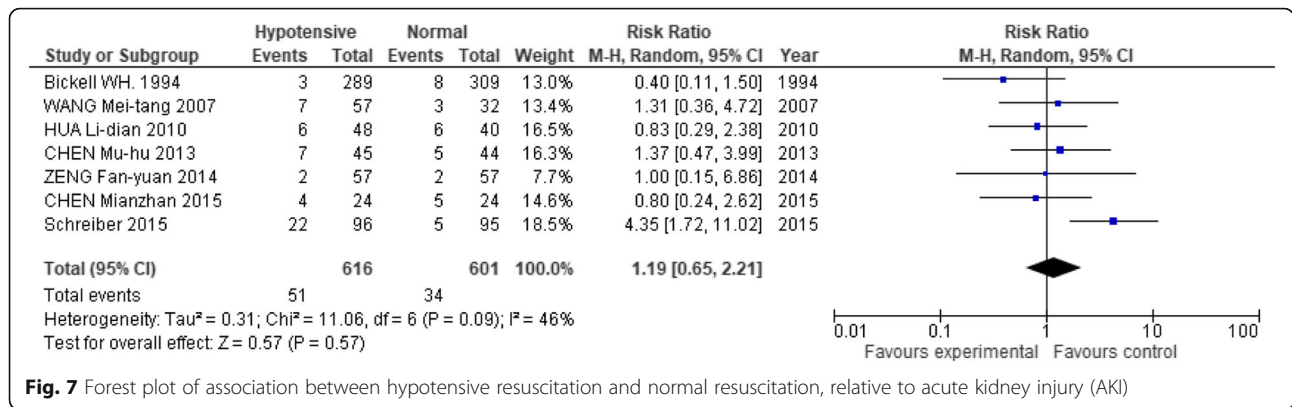 Hypotensive Normal Risk Ratio Risk Ratio
Study or Subgroup Events Total Events Total Weight M-H, Random, 95% CI Year M-H, Random, 95% CI
Bickell WH. 1994 3 289 8 309 13.0% 0.40 [0.11, 1.50] 1994
WANG Mei-tang 2007 7 57 3 32 13.4% 1.31 [0.36, 4.72] 2007
HUA Li-dian 2010 6 48 6 40 16.5% 0.83 [0.29, 2.38] 2010
CHEN Mu-hu 2013 7 45 5 44 16.3% 1.37 [0.47, 3.99] 2013
ZENG Fan-yuan 2014 2 57 2 57 7.7% 1.00 [0.15, 6.86] 2014
CHEN Mianzhan 2015 4 24 5 24 14.6% 0.80 [0.24, 2.62] 2015
Schreiber 2015 22 96 5 95 18.5% 4.35 [1.72, 11.02] 2015
Total (95% CI) 616 601 100.0% 1.19 [0.65, 2.21]
Total events 51 34
Heterogeneity: Tau² = 0.31; Chi² = 11.06, df = 6 (P = 0.09); I² = 46%
Test for overall effect: Z = 0.57 (P = 0.57)
0.01 0.1 1 10 100
Favours experimental Favours control
Fig. 7 Forest plot of association between hypotensive resuscitation and normal resuscitation, relative to acute kidney injury (AKI)